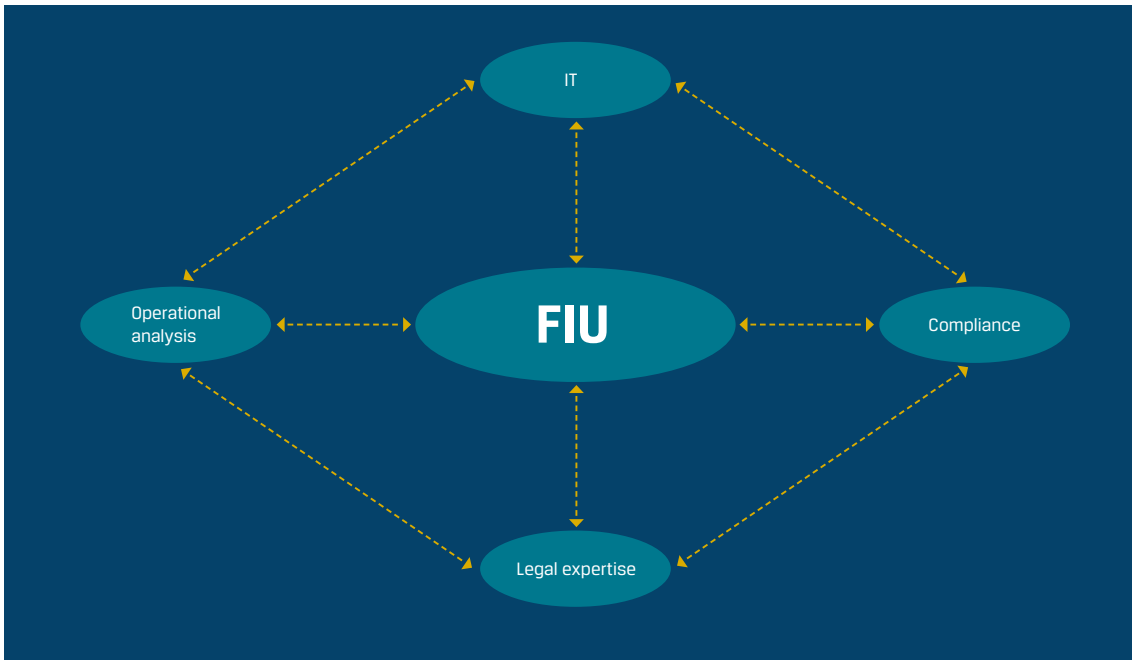 IT
Operational
analysis
FIU
Compliance
Legal expertise